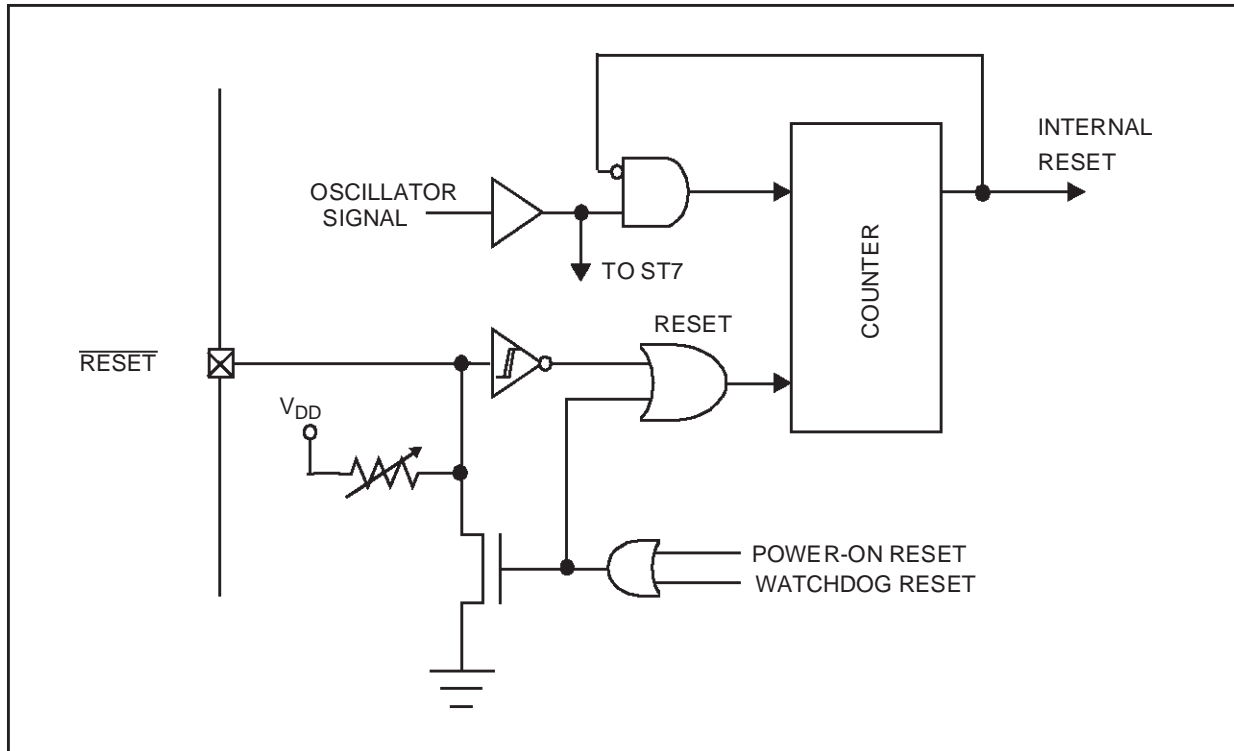 INTERNAL
RESET
OSCILLATOR
SIGNAL
TO ST7
COUNTER
RESET
RESET
VDD
POWER-ON RESET
WATCHDOG RESET